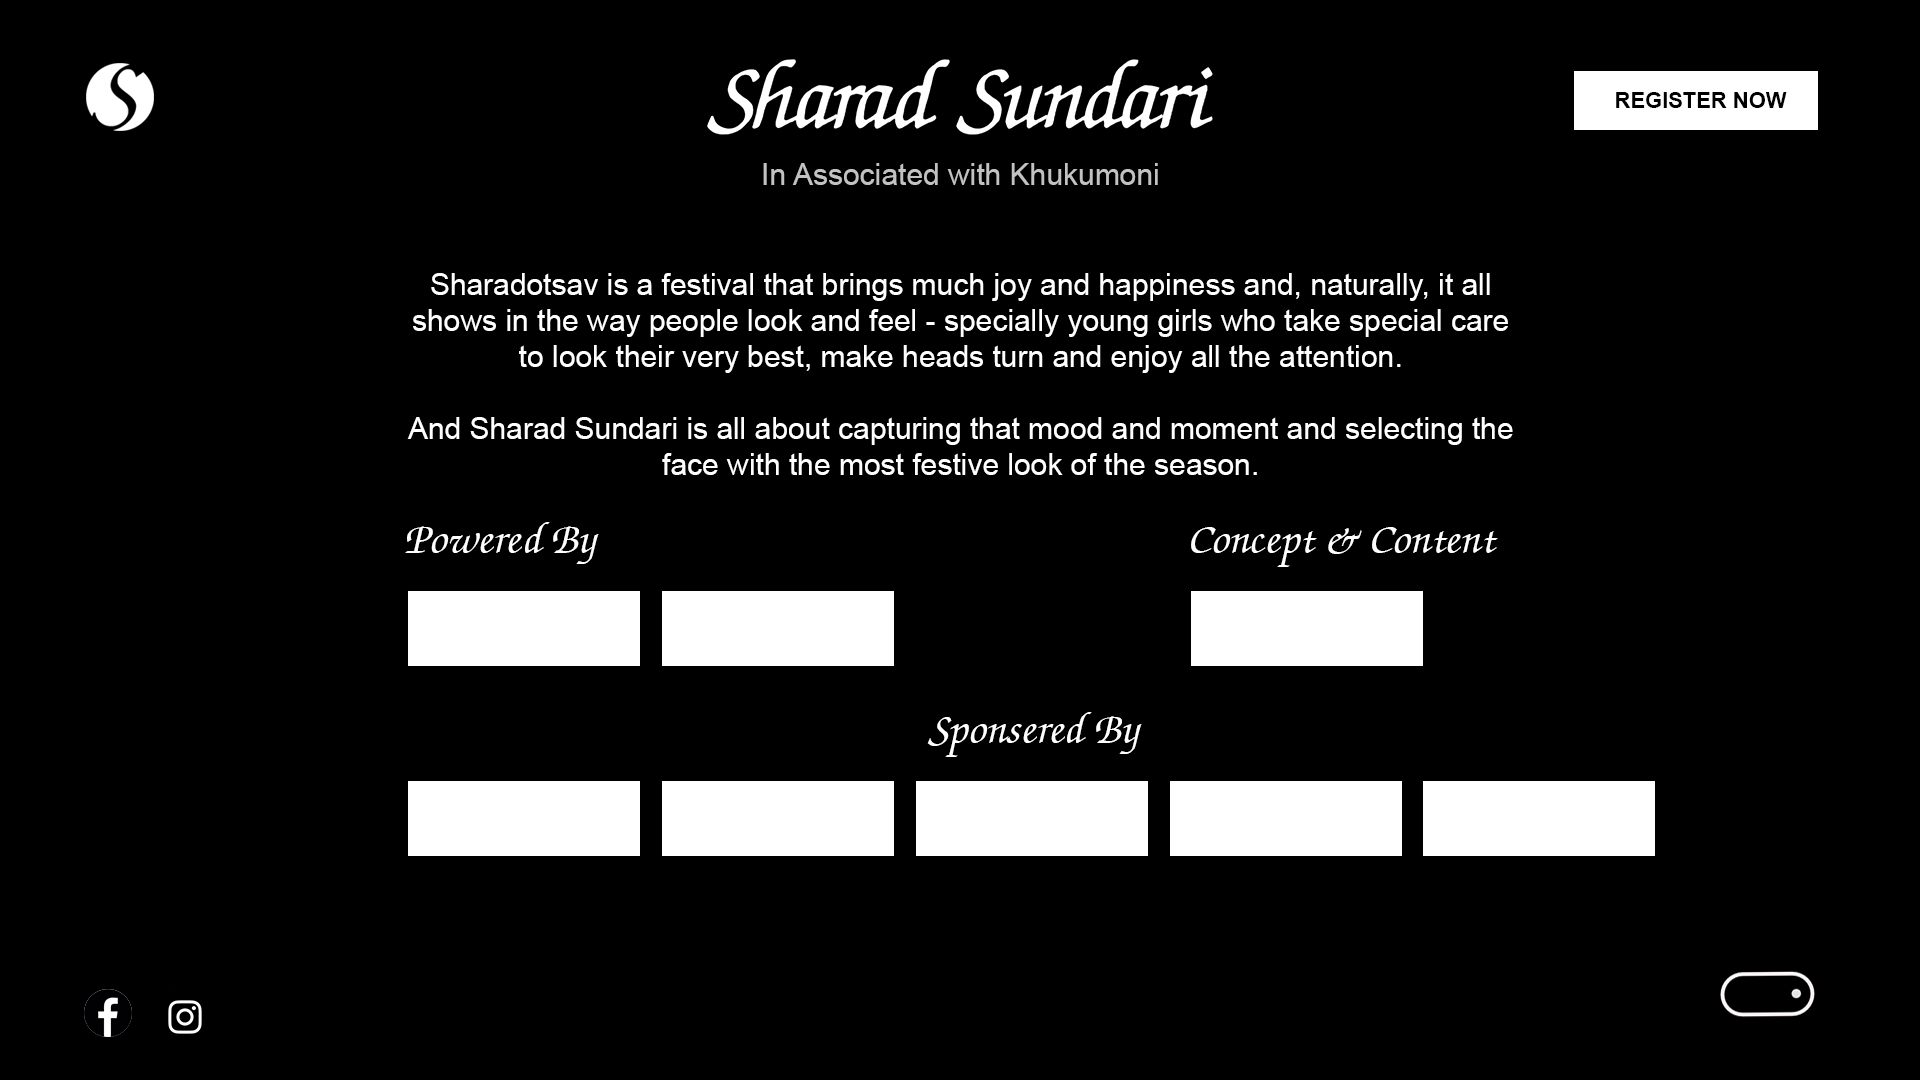 Sharad Sundari
REGISTER NOW
In Associated with Khukumoni
Sharadotsav is a festival that brings much joy and happiness and, naturally, it all
shows in the way people look and feel - specially young girls who take special care
to look their very best, make heads turn and enjoy all the attention.
And Sharad Sundari is all about capturing that mood and moment and selecting the
face with the most festive look of the season.
Powered By
Concept & Content
Sponsered By